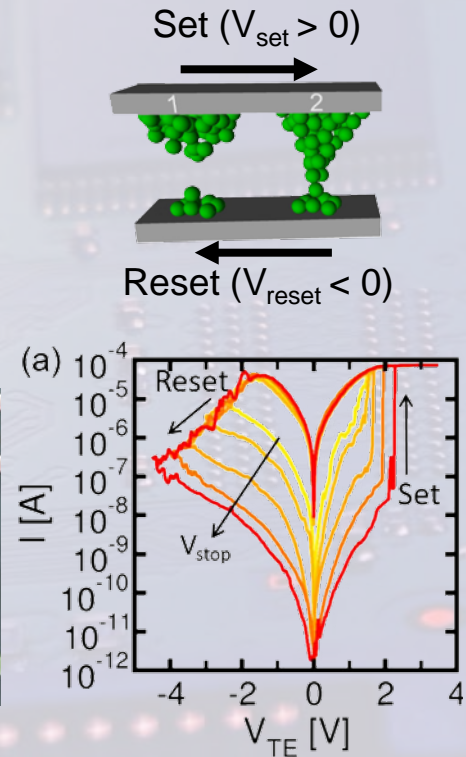 Set (V_set > 0)
1 2
Reset (V_reset < 0)
(a)
10^-4
10^-5
10^-6
10^-7
10^-8
10^-9
10^-10
10^-11
10^-12
I [A]
Reset
Set
V_stop
-4 -2 0 2 4
V_TE [V]